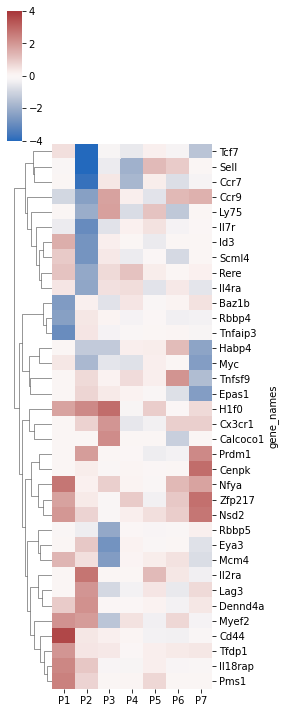 4
2
0
−2
−4
Tcf7
Sell
Ccr7
Ccr9
Ly75
Il7r
Id3
Scml4
Rere
Il4ra
Baz1b
Rbbp4
Tnfaip3
Habp4
Myc
Tnfsf9
Epas1
H1f0
Cx3cr1
Calcoco1
Prdm1
Cenpk
Nfya
Zfp217
Nsd2
Rbbp5
Eya3
Mcm4
Il2ra
Lag3
Dennd4a
Myef2
Cd44
Tfdp1
Il18rap
Pms1
gene_names
P1 P2 P3 P4 P5 P6 P7